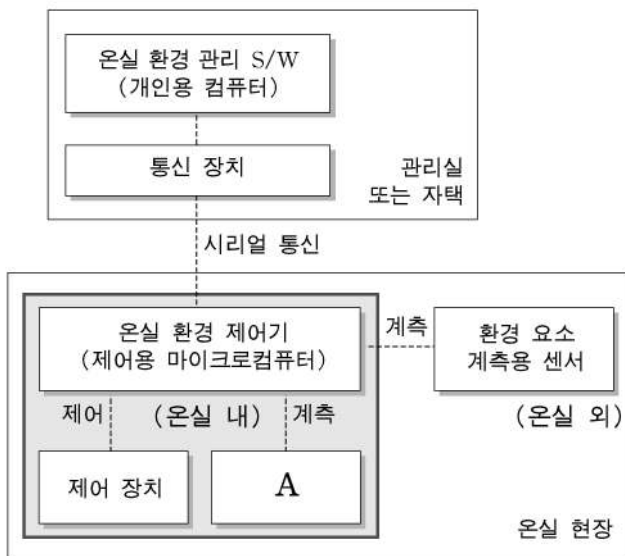 온실 환경 관리 S/W
(개인용 컴퓨터)
통신 장치
관리실
또는 자택
시리얼 통신
온실 환경 제어기
(제어용 마이크로컴퓨터)
계측
환경 요소
계측용 센서
제어
(온실 내)
계측
(온실 외)
제어 장치
A
온실 현장